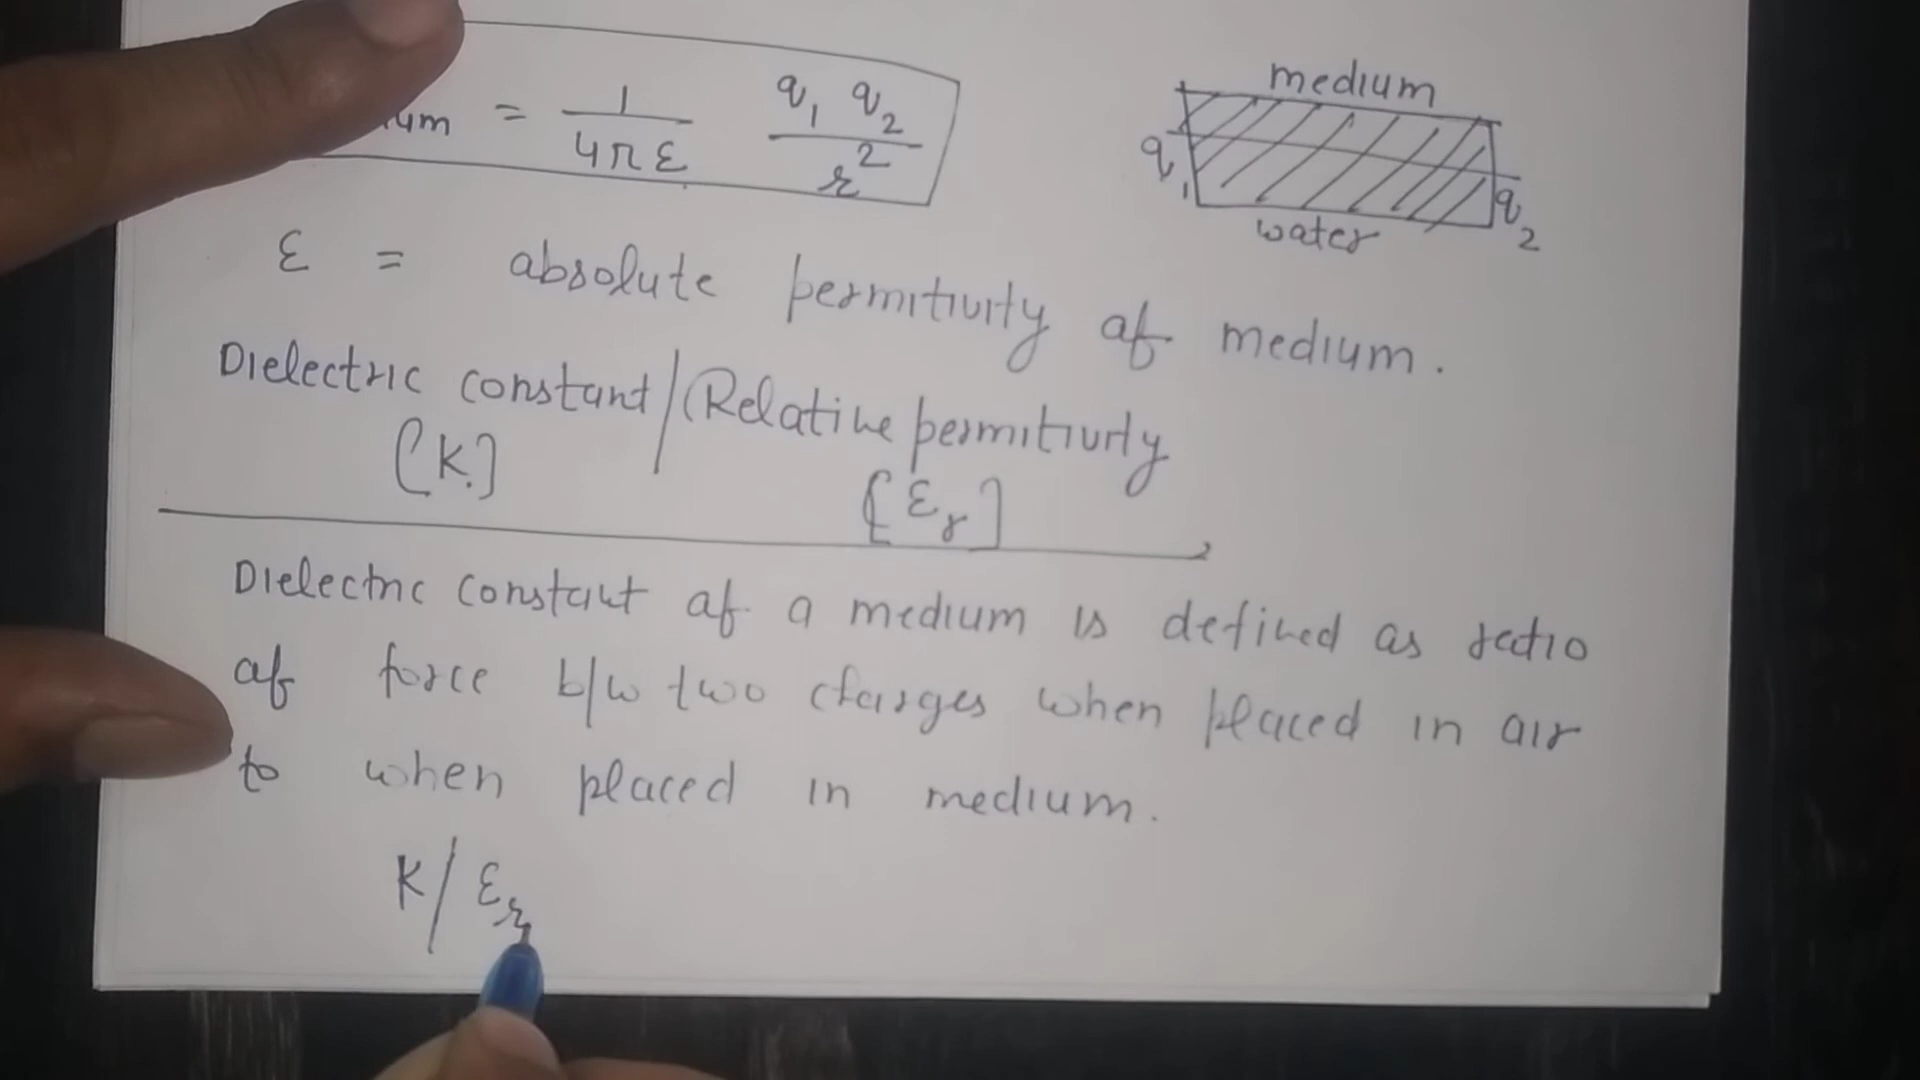 um = 1/4πε q1 q2/r²
medium
q1
q2
water
ε = absolute permitivity of medium.
Dielectric constant/(Relative permitivity
[K.]
[εr]
Dielectric constant of a medium is defined as ratio
of force b/w two charges when placed in air
to when placed in medium.
K/εr